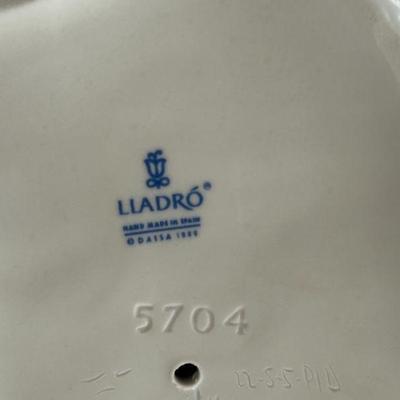 LLADRÓ®
HAND MADE IN SPAIN
© DAISA 1989
5704